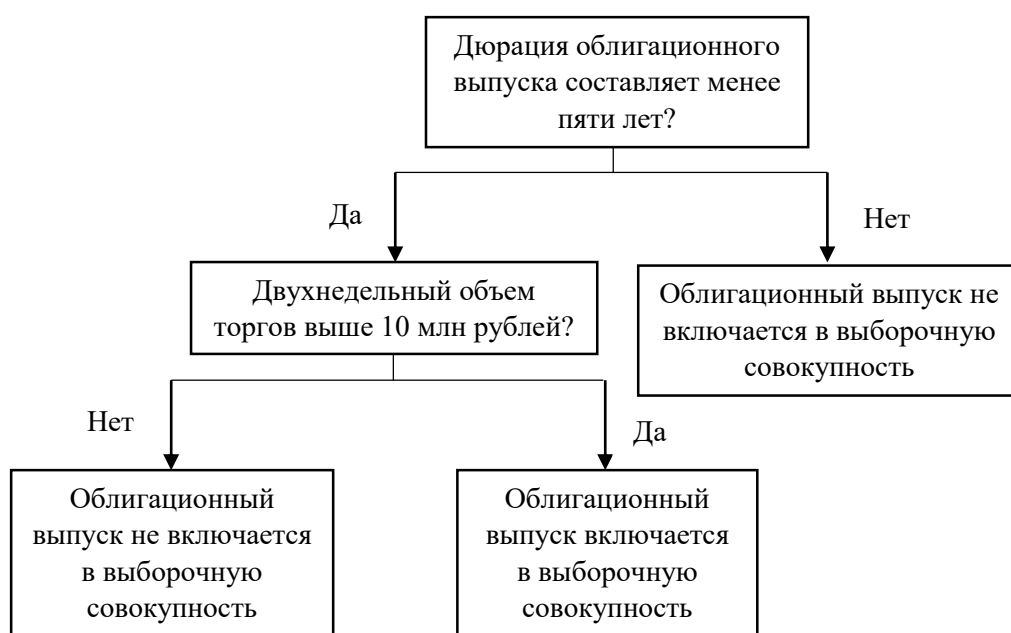 Дюрация облигационного
выпуска составляет менее
пяти лет?
Да
Нет
Двухнедельный объем
торгов выше 10 млн рублей?
Облигационный выпуск не
включается в выборочную
совокупность
Нет
Да
Облигационный
выпуск не включается
в выборочную
совокупность
Облигационный
выпуск включается
в выборочную
совокупность